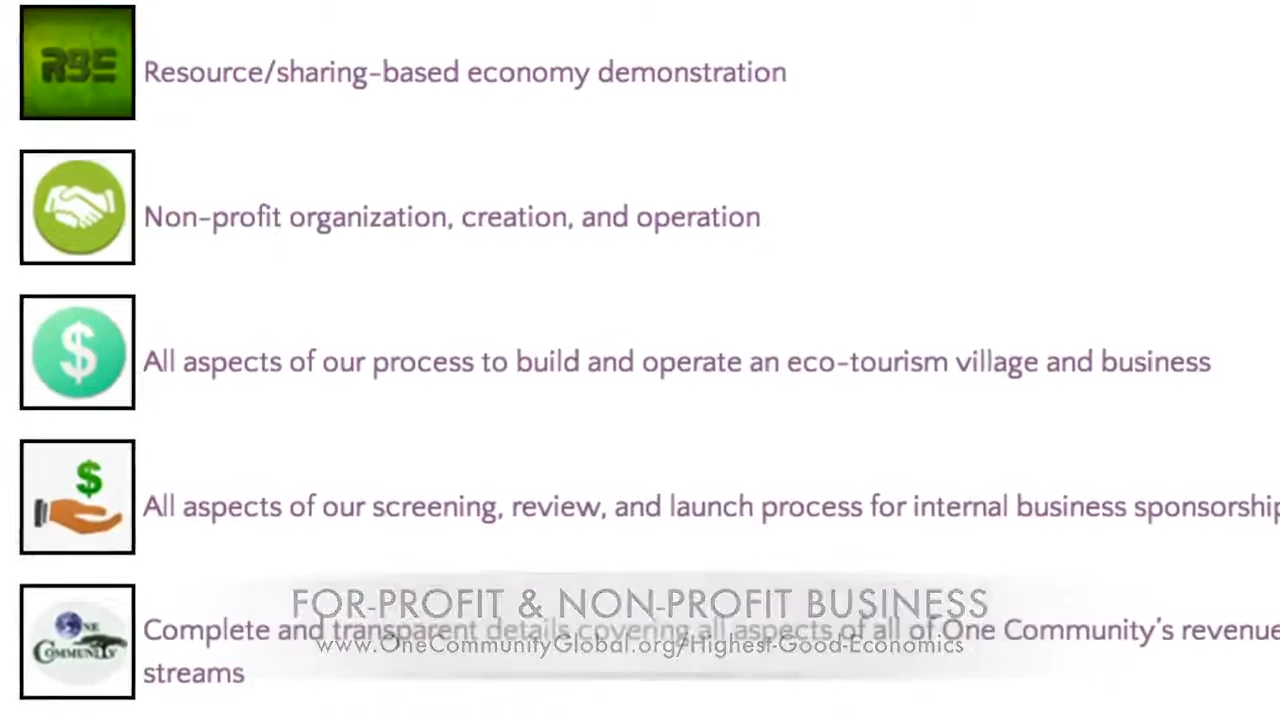 RBE
Resource/sharing-based economy demonstration
Non-profit organization, creation, and operation
$
All aspects of our process to build and operate an eco-tourism village and business
$
All aspects of our screening, review, and launch process for internal business sponsorship
FOR-PROFIT & NON-PROFIT BUSINESS
ONE COMMUNITY
Complete and transparent details covering all aspects of all of One Community's revenue
www.OneCommunityGlobal.org/Highest-Good-Economics
streams